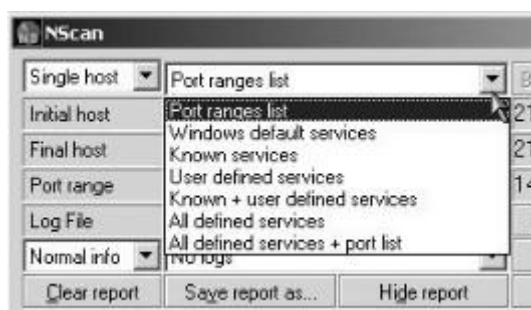 NScan
Single host Port ranges list
Initial host Port ranges list
Windows default services
Final host Known services
User defined services
Port range Known + user defined services
Log File All defined services
All defined services + port list
Normal info No logs
Clear report Save report as... Hide report